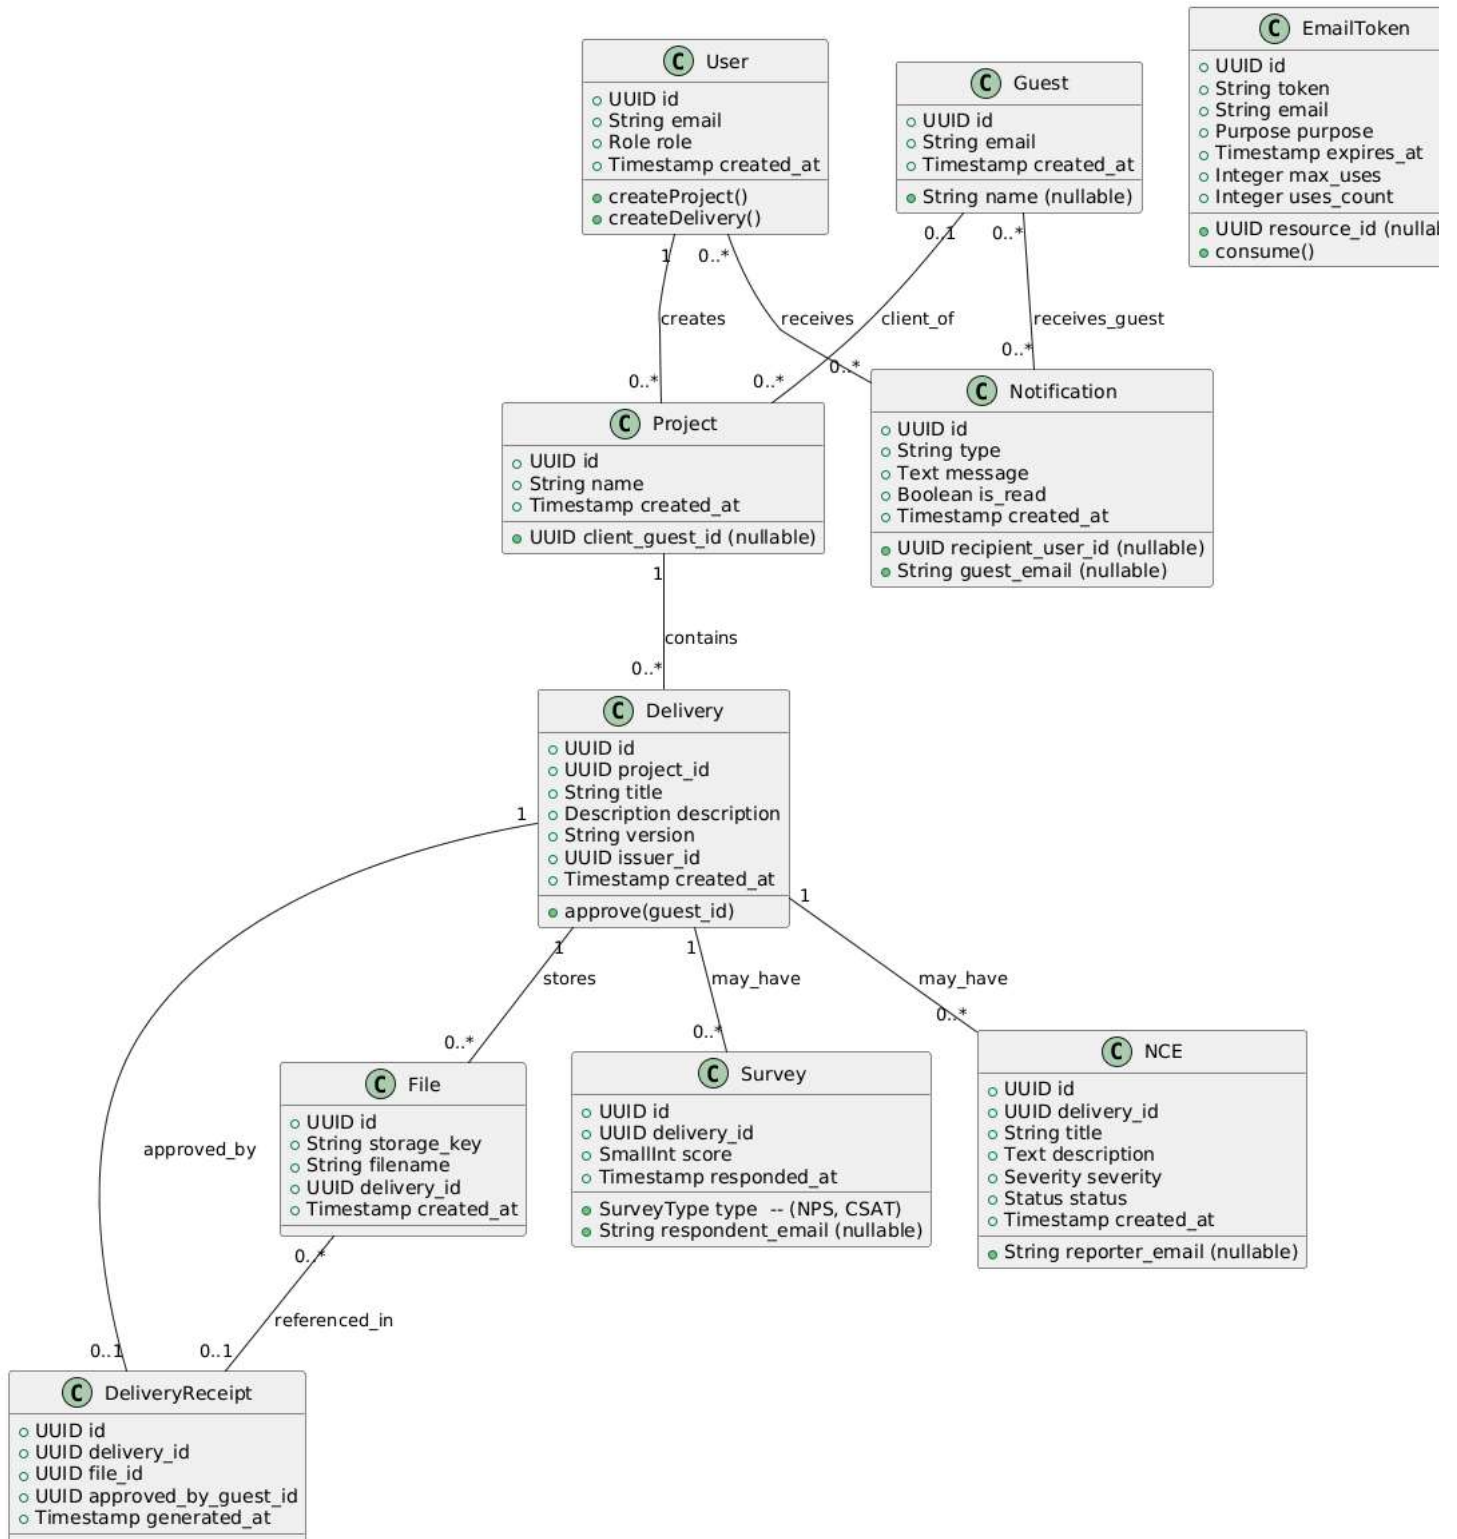 C User
UUID id
String email
Role role
Timestamp created_at
createProject()
createDelivery()
C Guest
UUID id
String email
Timestamp created_at
String name (nullable)
C EmailToken
UUID id
String token
String email
Purpose purpose
Timestamp expires_at
Integer max_uses
Integer uses_count
UUID resource_id (nulla
consume()
1
0..*
0..1
0..*
creates
receives
client_of
receives_guest
0..*
0..*
0..*
0..*
C Project
UUID id
String name
Timestamp created_at
UUID client_guest_id (nullable)
C Notification
UUID id
String type
Text message
Boolean is_read
Timestamp created_at
UUID recipient_user_id (nullable)
String guest_email (nullable)
1
contains
0..*
C Delivery
UUID id
UUID project_id
String title
Description description
String version
UUID issuer_id
Timestamp created_at
approve(guest_id)
1
1
1
1
stores
may_have
may_have
0..*
0..*
0..*
C File
UUID id
String storage_key
String filename
UUID delivery_id
Timestamp created_at
C Survey
UUID id
UUID delivery_id
SmallInt score
Timestamp responded_at
SurveyType type -- (NPS, CSAT)
String respondent_email (nullable)
C NCE
UUID id
UUID delivery_id
String title
Text description
Severity severity
Status status
Timestamp created_at
String reporter_email (nullable)
approved_by
0..*
referenced_in
0..1
0..1
C DeliveryReceipt
UUID id
UUID delivery_id
UUID file_id
UUID approved_by_guest_id
Timestamp generated_at